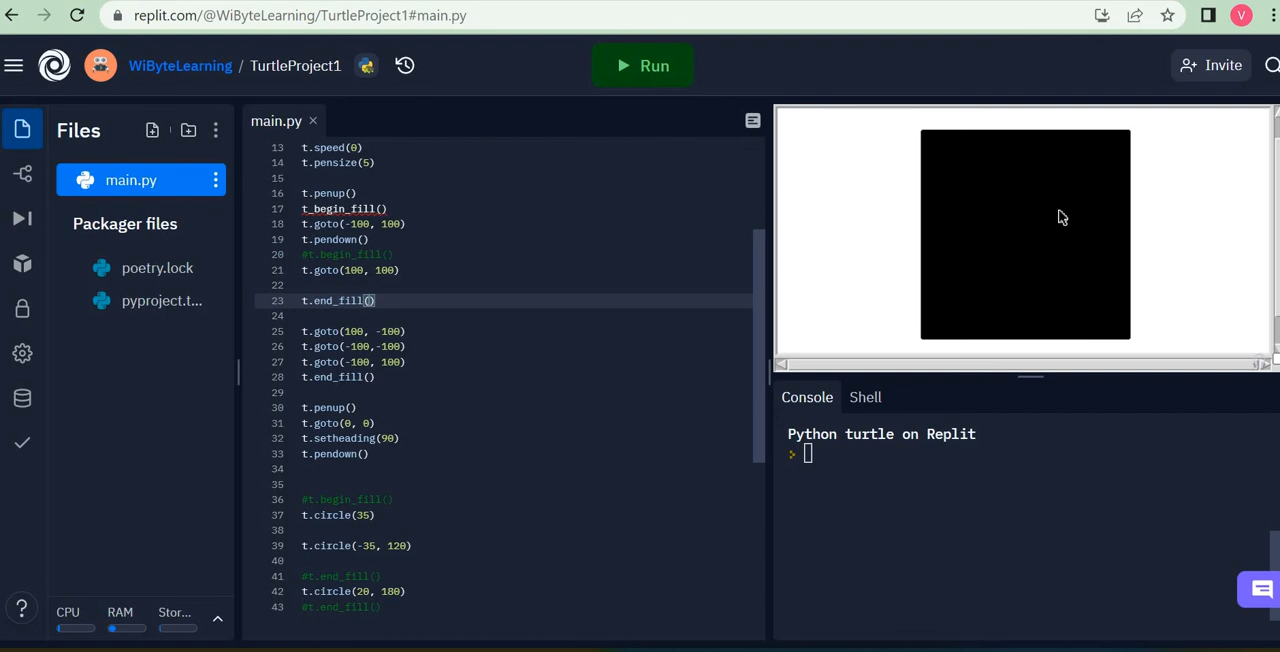 replit.com/@WiByteLearning/TurtleProject1#main.py
V
WiByteLearning / TurtleProject1
Run
Invite
Files
main.py
Packager files
poetry.lock
pyproject.t...
CPU RAM Stor...
?
main.py ×
13 t.speed(0)
14 t.pensize(5)
15
16 t.penup()
17 t_begin_fill()
18 t.goto(-100, 100)
19 t.pendown()
20 #t.begin_fill()
21 t.goto(100, 100)
22
23 t.end_fill()
24
25 t.goto(100, -100)
26 t.goto(-100,-100)
27 t.goto(-100, 100)
28 t.end_fill()
29
30 t.penup()
31 t.goto(0, 0)
32 t.setheading(90)
33 t.pendown()
34
35
36 #t.begin_fill()
37 t.circle(35)
38
39 t.circle(-35, 120)
40
41 #t.end_fill()
42 t.circle(20, 180)
43 #t.end_fill()
Console Shell
Python turtle on Replit